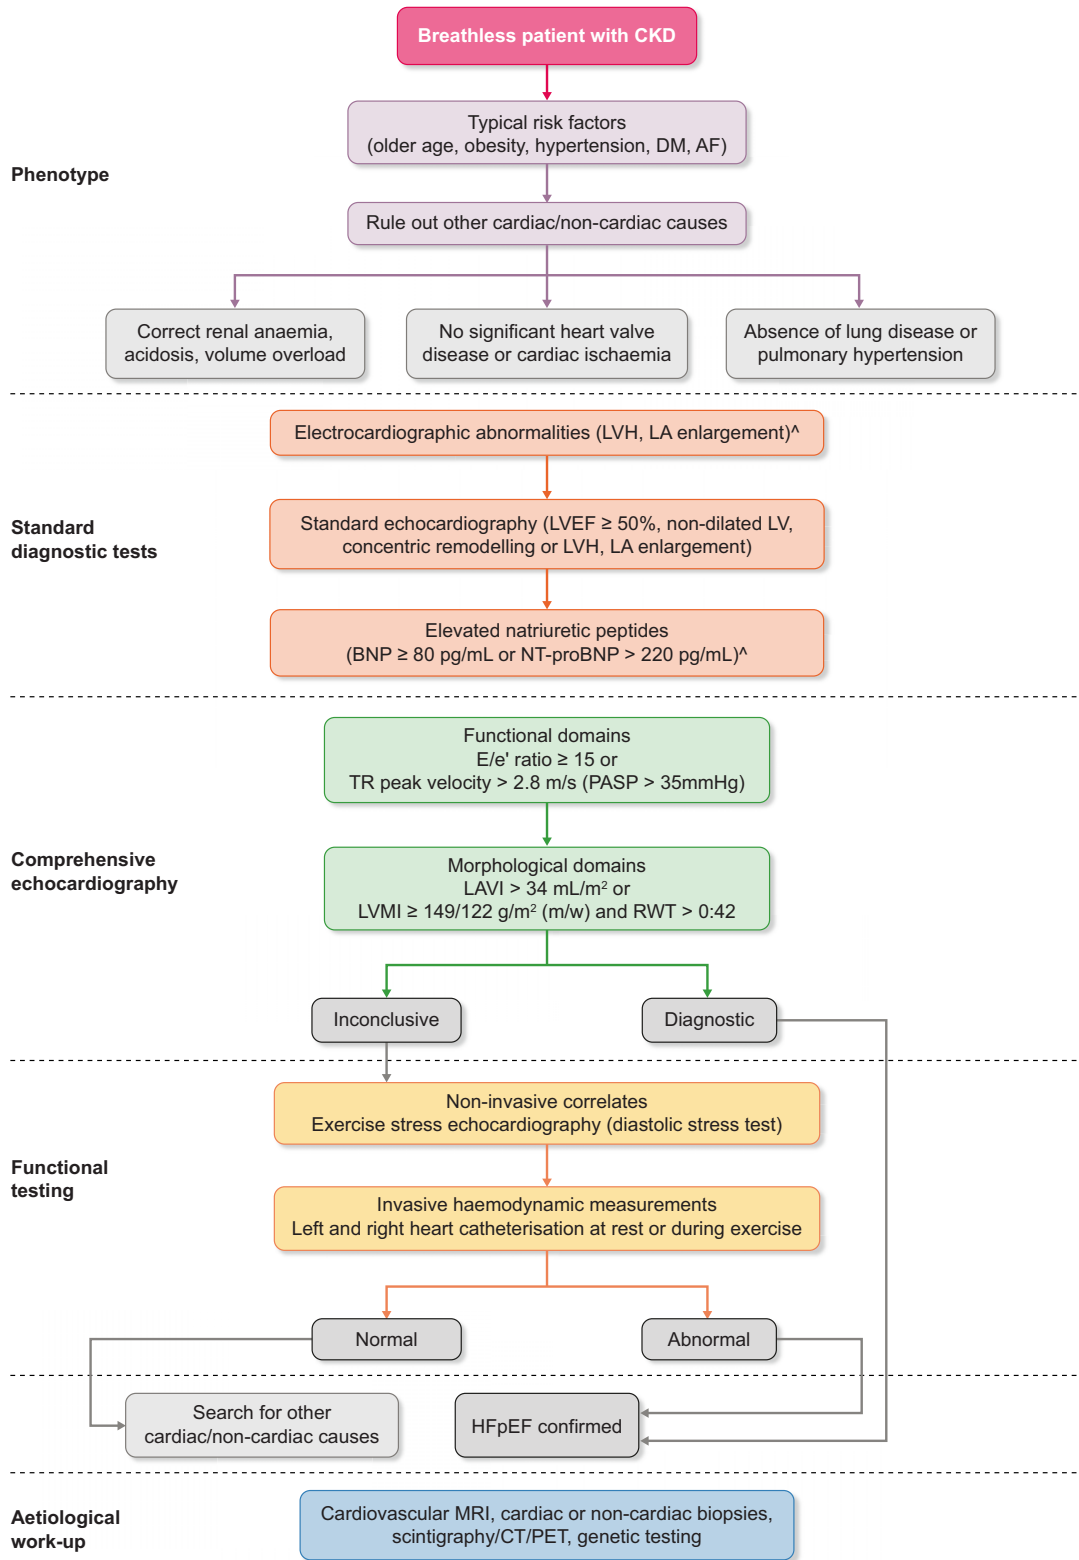 Breathless patient with CKD
Phenotype
Typical risk factors
(older age, obesity, hypertension, DM, AF)
Rule out other cardiac/non-cardiac causes
Correct renal anaemia,
acidosis, volume overload
No significant heart valve
disease or cardiac ischaemia
Absence of lung disease or
pulmonary hypertension
Standard
diagnostic tests
Electrocardiographic abnormalities (LVH, LA enlargement)^
Standard echocardiography (LVEF ≥ 50%, non-dilated LV,
concentric remodelling or LVH, LA enlargement)
Elevated natriuretic peptides
(BNP ≥ 80 pg/mL or NT-proBNP > 220 pg/mL)^
Comprehensive
echocardiography
Functional domains
E/e' ratio ≥ 15 or
TR peak velocity > 2.8 m/s (PASP > 35mmHg)
Morphological domains
LAVI > 34 mL/m² or
LVMI ≥ 149/122 g/m² (m/w) and RWT > 0:42
Inconclusive
Diagnostic
Functional
testing
Non-invasive correlates
Exercise stress echocardiography (diastolic stress test)
Invasive haemodynamic measurements
Left and right heart catheterisation at rest or during exercise
Normal
Abnormal
Search for other
cardiac/non-cardiac causes
HFpEF confirmed
Aetiological
work-up
Cardiovascular MRI, cardiac or non-cardiac biopsies,
scintigraphy/CT/PET, genetic testing